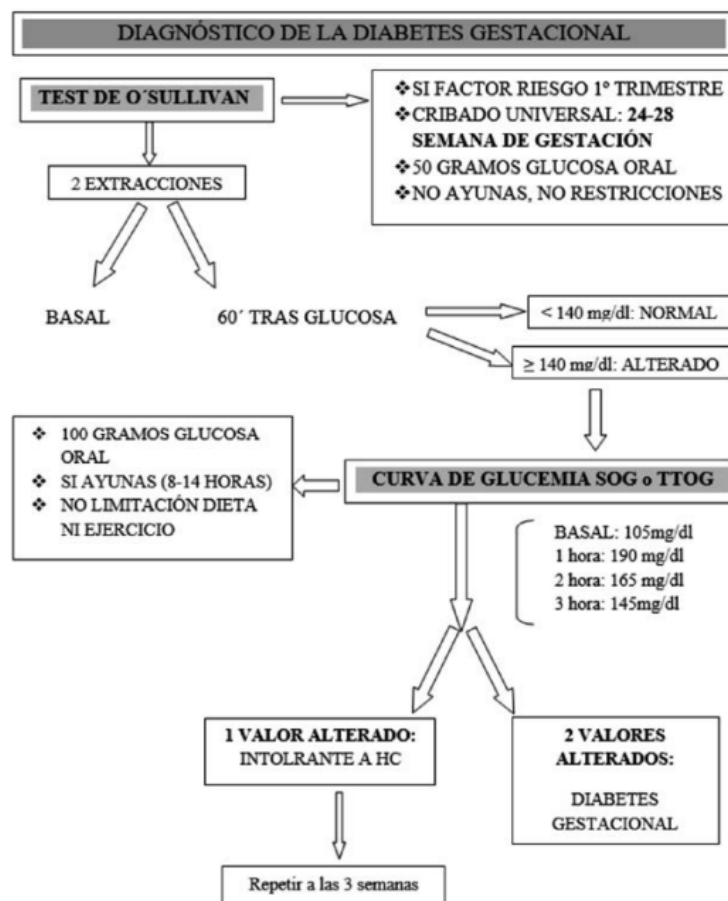 DIAGNÓSTICO DE LA DIABETES GESTACIONAL
TEST DE O´SULLIVAN
❖SI FACTOR RIESGO 1º TRIMESTRE
❖CRIBADO UNIVERSAL: 24-28
SEMANA DE GESTACIÓN
❖50 GRAMOS GLUCOSA ORAL
❖NO AYUNAS, NO RESTRICCIONES
2 EXTRACCIONES
BASAL
60´ TRAS GLUCOSA
< 140 mg/dl: NORMAL
≥ 140 mg/dl: ALTERADO
❖ 100 GRAMOS GLUCOSA
ORAL
❖ SI AYUNAS (8-14 HORAS)
❖ NO LIMITACIÓN DIETA
NI EJERCICIO
CURVA DE GLUCEMIA SOG o TTOG
BASAL: 105mg/dl
1 hora: 190 mg/dl
2 hora: 165 mg/dl
3 hora: 145mg/dl
1 VALOR ALTERADO:
INTOLRANTE A HC
2 VALORES
ALTERADOS:
DIABETES
GESTACIONAL
Repetir a las 3 semanas